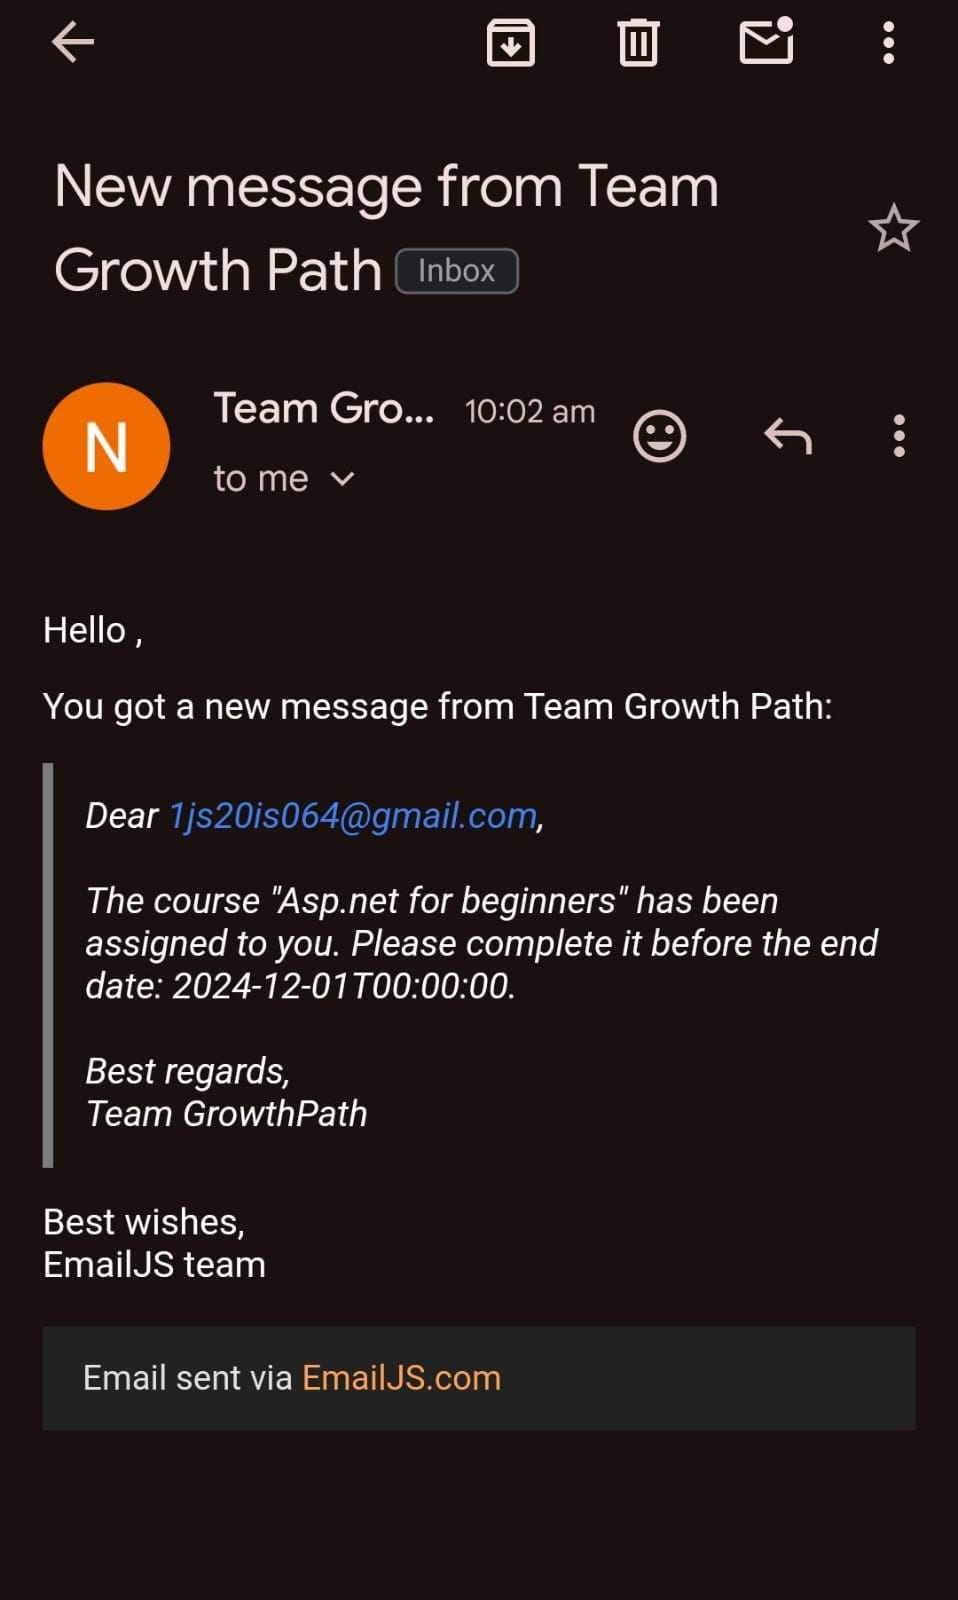 New message from Team
Growth Path Inbox
N
Team Gro... 10:02 am
to me
Hello ,
You got a new message from Team Growth Path:
Dear 1js20is064@gmail.com,
The course "Asp.net for beginners" has been
assigned to you. Please complete it before the end
date: 2024-12-01T00:00:00.
Best regards,
Team GrowthPath
Best wishes,
EmailJS team
Email sent via EmailJS.com